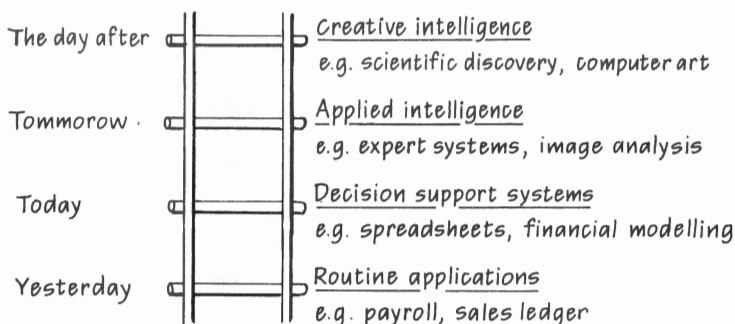 The day after Creative intelligence
e.g. scientific discovery, computer art
Tommorow Applied intelligence
e.g. expert systems, image analysis
Today Decision support systems
e.g. spreadsheets, financial modelling
Yesterday Routine applications
e.g. payroll, sales ledger